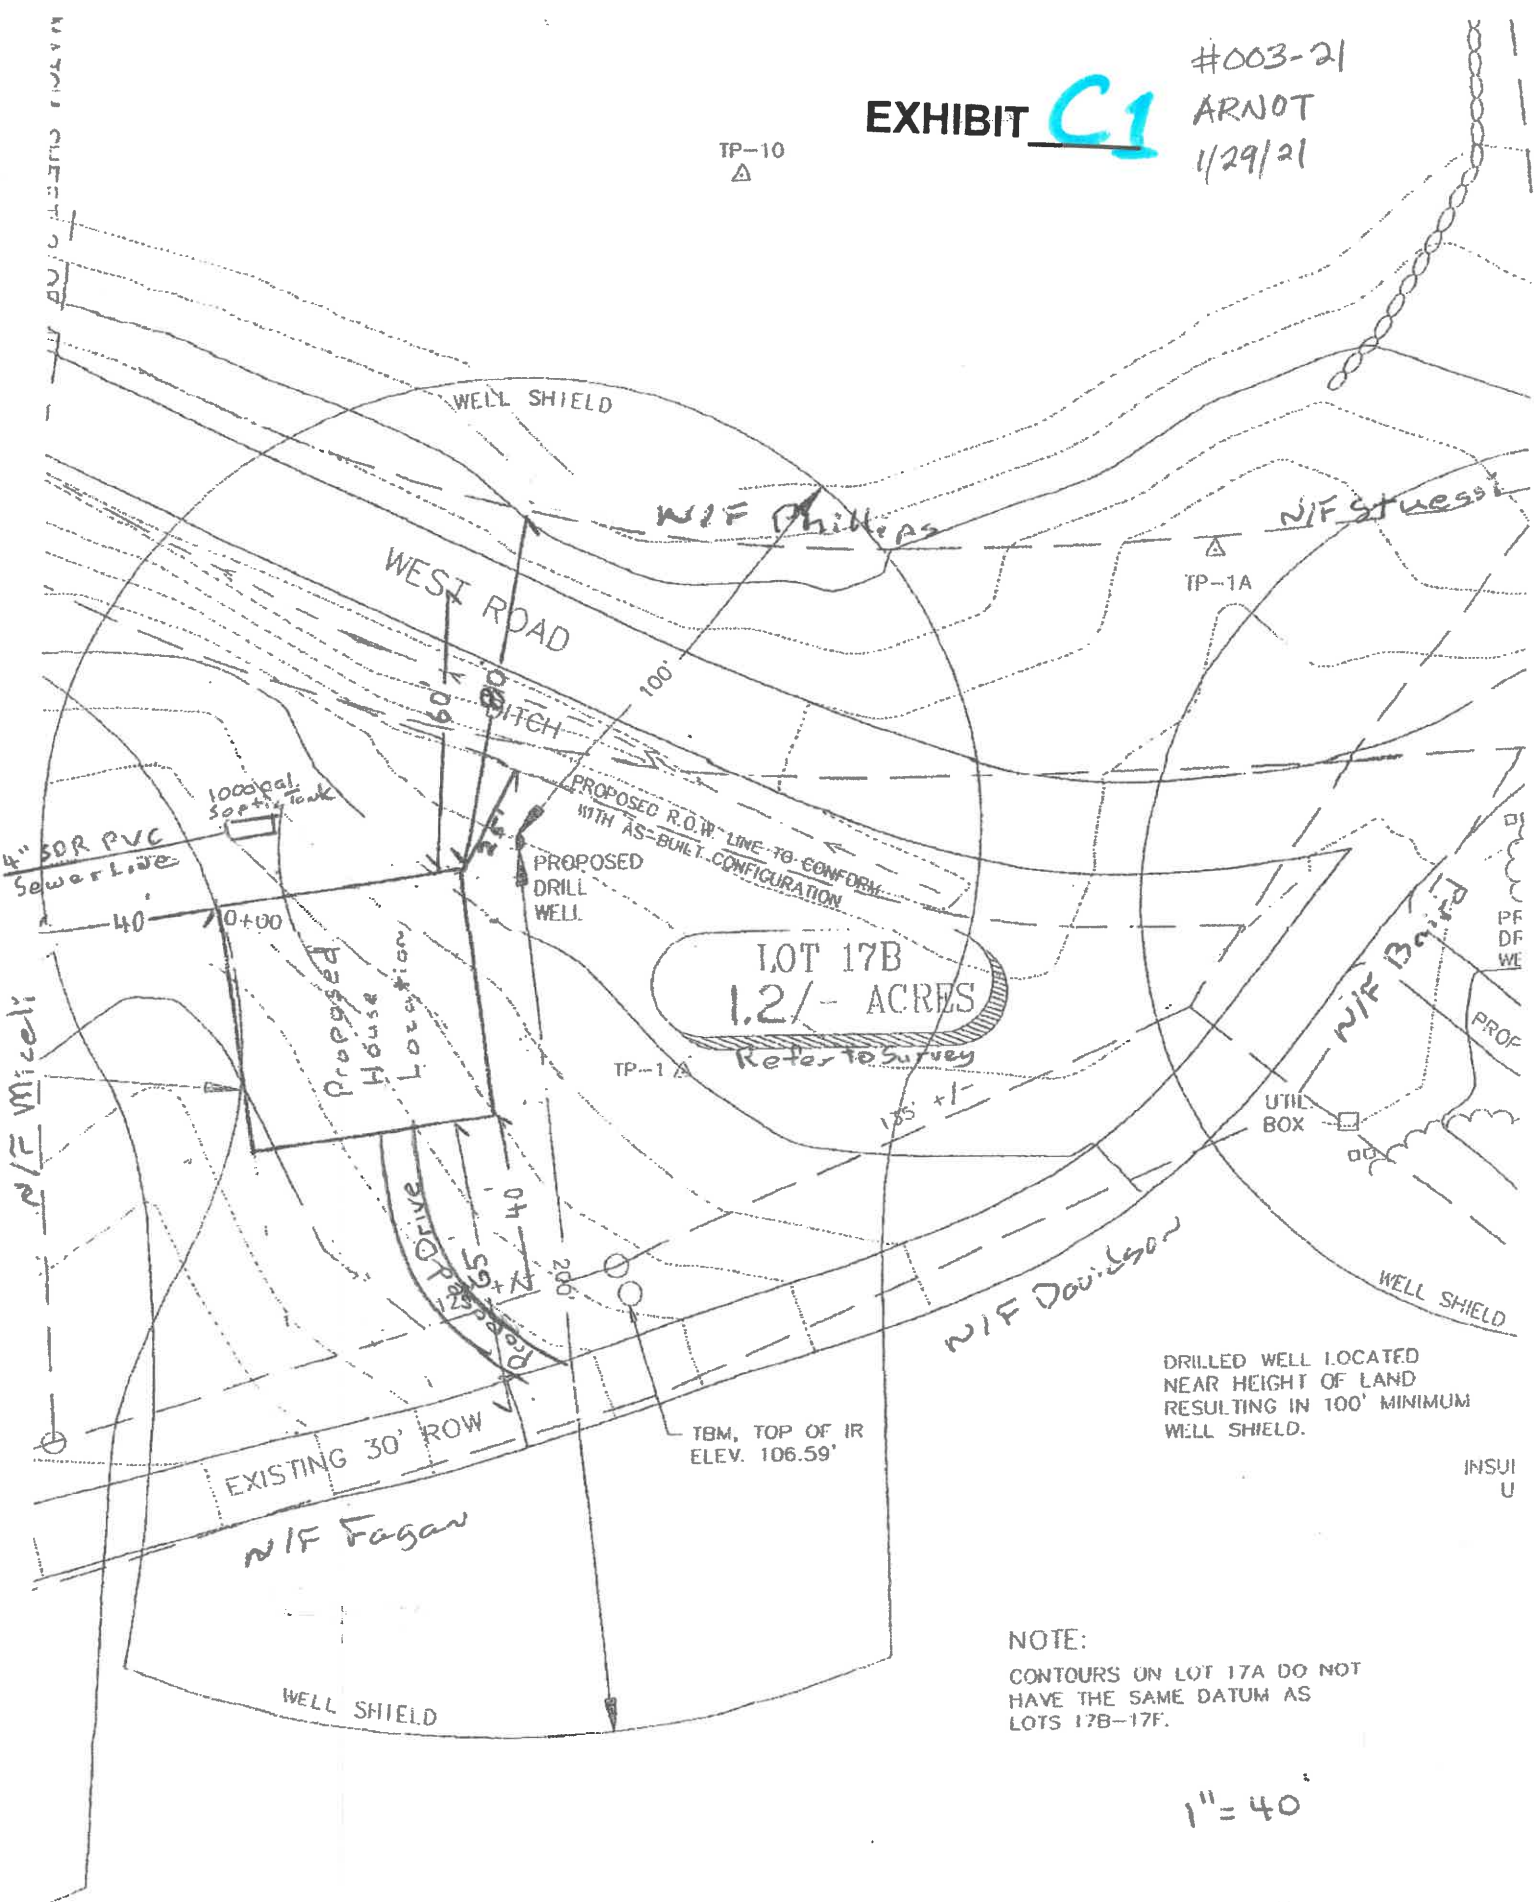 #003-21
EXHIBIT C1
ARNOT
1/29/21
TP-10
WELL SHIELD
N/F Phillips
N/F Stuessi
TP-1A
WEST ROAD
100'
60'
80'
DITCH
25'
1000 gal
Septic Tank
4" SDR PVC
Sewer Line
40'
0+00
PROPOSED R.O.W. LINE TO CONFORM
WITH AS-BUILT CONFIGURATION
PROPOSED
DRILL
WELL
LOT 17B
1.2/- ACRES
Refer to Survey
TP-1
Proposed
House
Location
N/F Miceli
N/F Baird
PROP
UTIL.
BOX
135' +/-
40'
65
200'
Proposed Drive
N/F Davidson
WELL SHIELD
DRILLED WELL LOCATED
NEAR HEIGHT OF LAND
RESULTING IN 100' MINIMUM
WELL SHIELD.
TBM, TOP OF IR
ELEV. 106.59'
EXISTING 30' ROW
N/F Fagan
INSUI
U
WELL SHIELD
NOTE:
CONTOURS ON LOT 17A DO NOT
HAVE THE SAME DATUM AS
LOTS 17B-17F.
1" = 40'